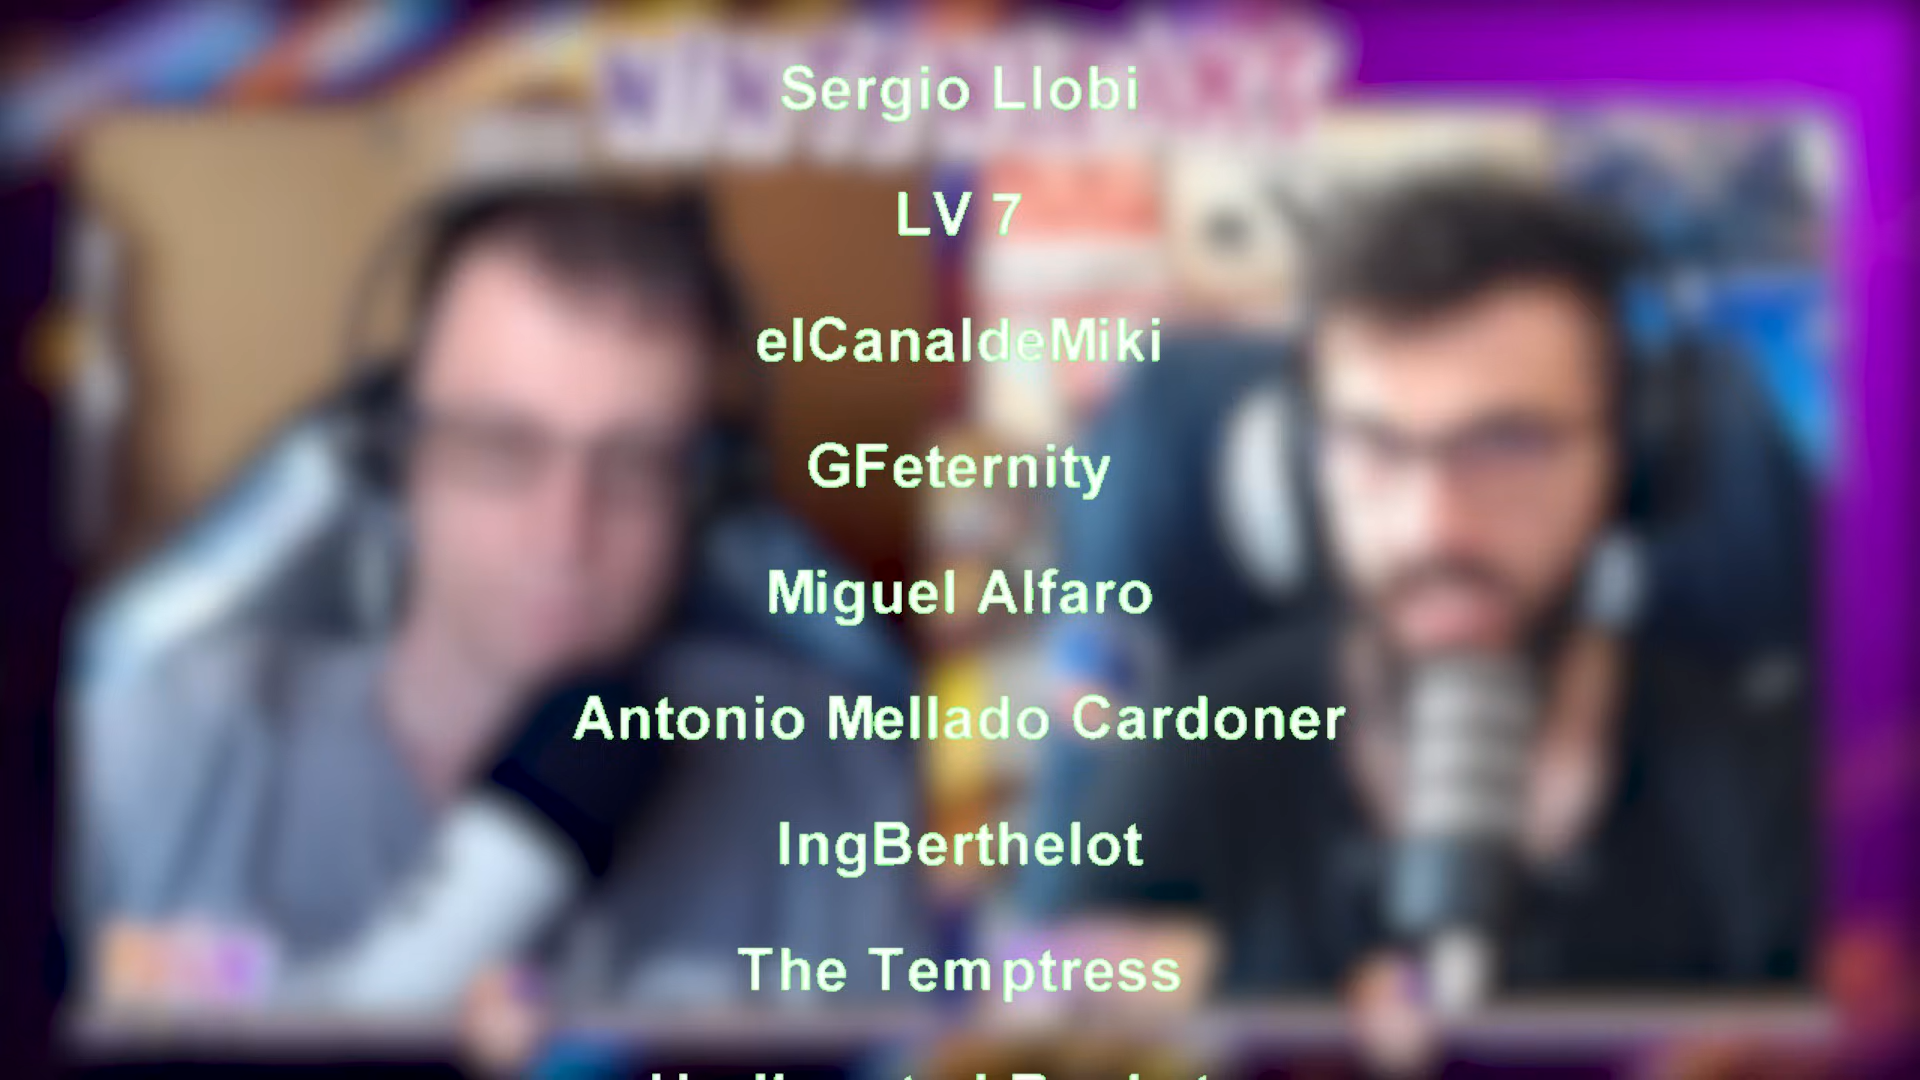 Sergio Llobi
LV 7
elCanaldeMiki
GFeternity
Miguel Alfaro
Antonio Mellado Cardoner
IngBerthelot
The Temptress